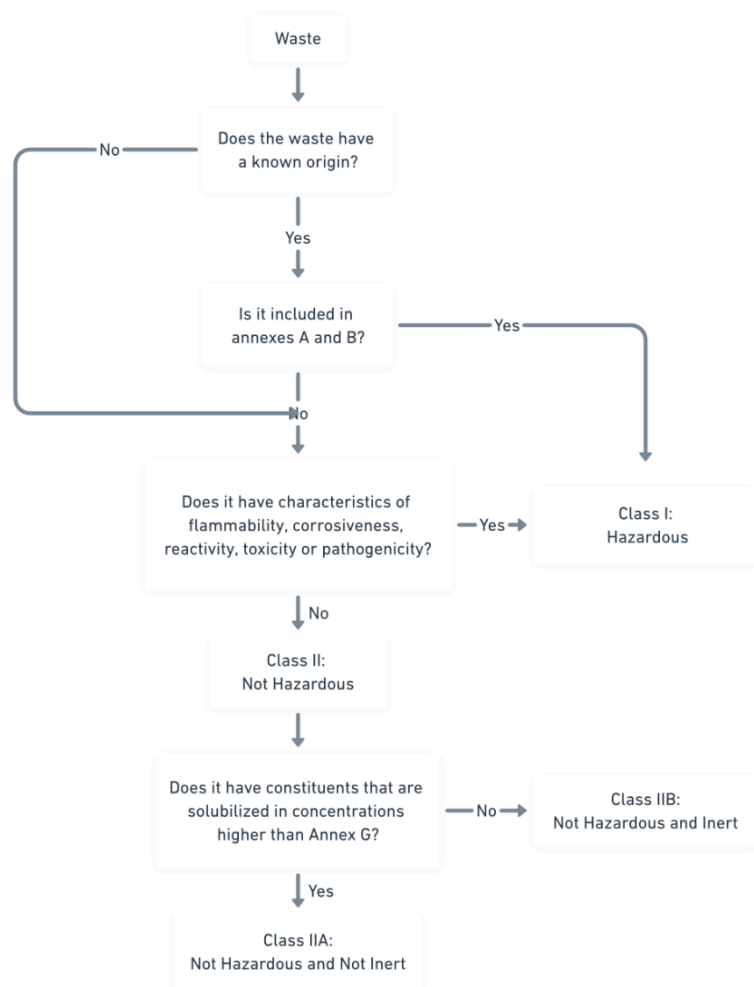 Waste
Does the waste have
a known origin?
No
Yes
Is it included in
annexes A and B?
Yes
No
Does it have characteristics of
flammability, corrosiveness,
reactivity, toxicity or pathogenicity?
Yes
Class I:
Hazardous
No
Class II:
Not Hazardous
Does it have constituents that are
solubilized in concentrations
higher than Annex G?
No
Class IIB:
Not Hazardous and Inert
Yes
Class IIA:
Not Hazardous and Not Inert